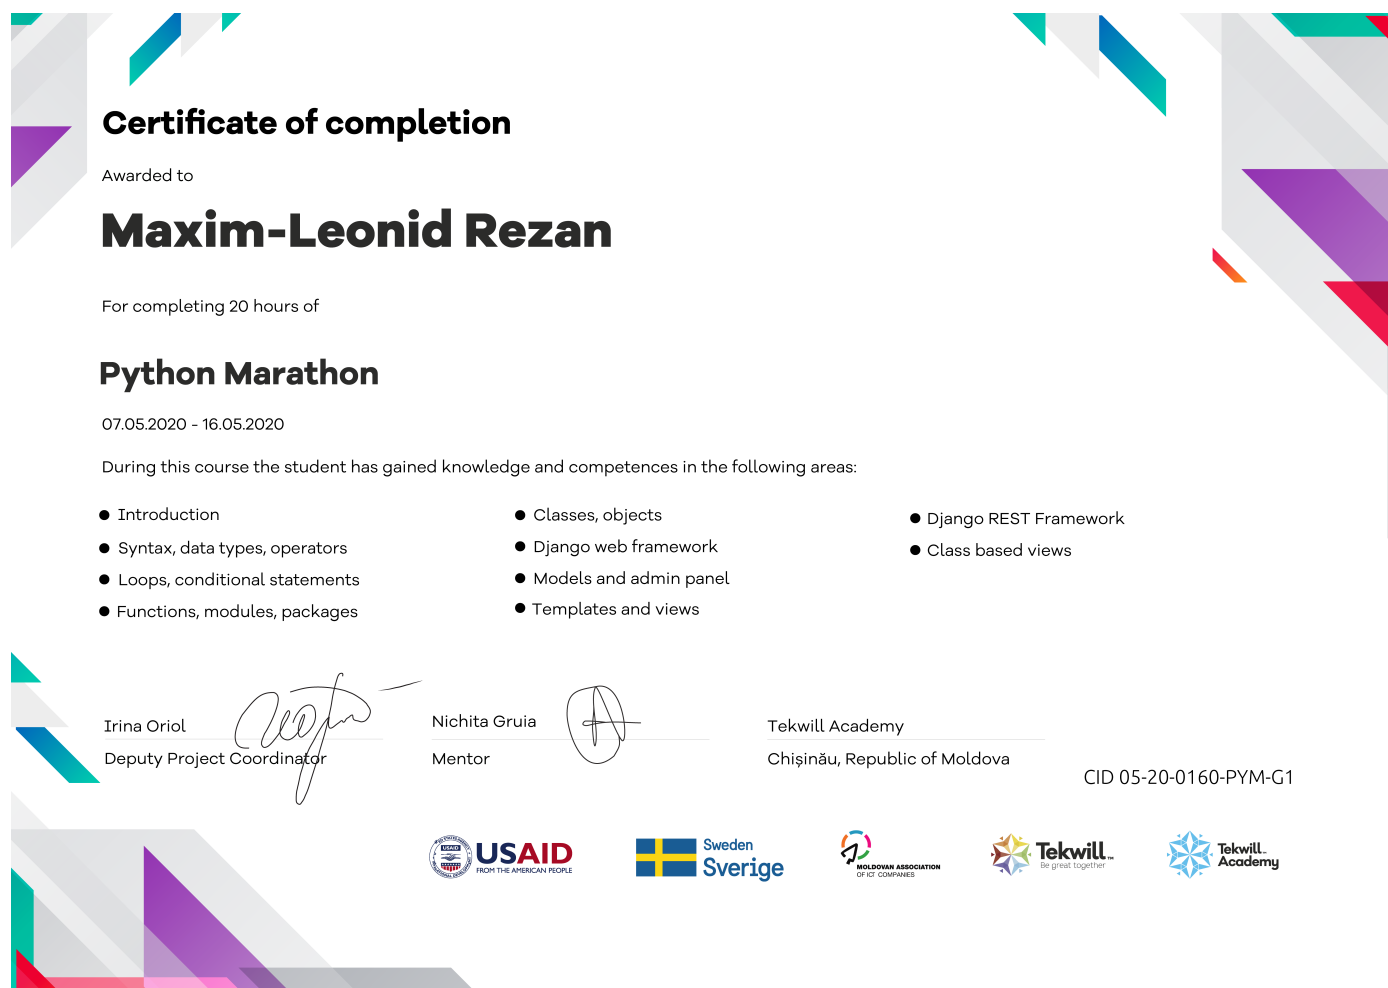 Certificate of completion
Awarded to
Maxim-Leonid Rezan
For completing 20 hours of
Python Marathon
07.05.2020 - 16.05.2020
During this course the student has gained knowledge and competences in the following areas:
● Introduction
● Syntax, data types, operators
● Loops, conditional statements
● Functions, modules, packages
● Classes, objects
● Django web framework
● Models and admin panel
● Templates and views
● Django REST Framework
● Class based views
Irina Oriol
Deputy Project Coordinator
Nichita Gruia
Mentor
Tekwill Academy
Chișinău, Republic of Moldova
CID 05-20-0160-PYM-G1
USAID
USAID
FROM THE AMERICAN PEOPLE
Sweden
Sverige
MOLDOVAN ASSOCIATION
OF ICT COMPANIES
Tekwill™
Be great together
Tekwill™
Academy